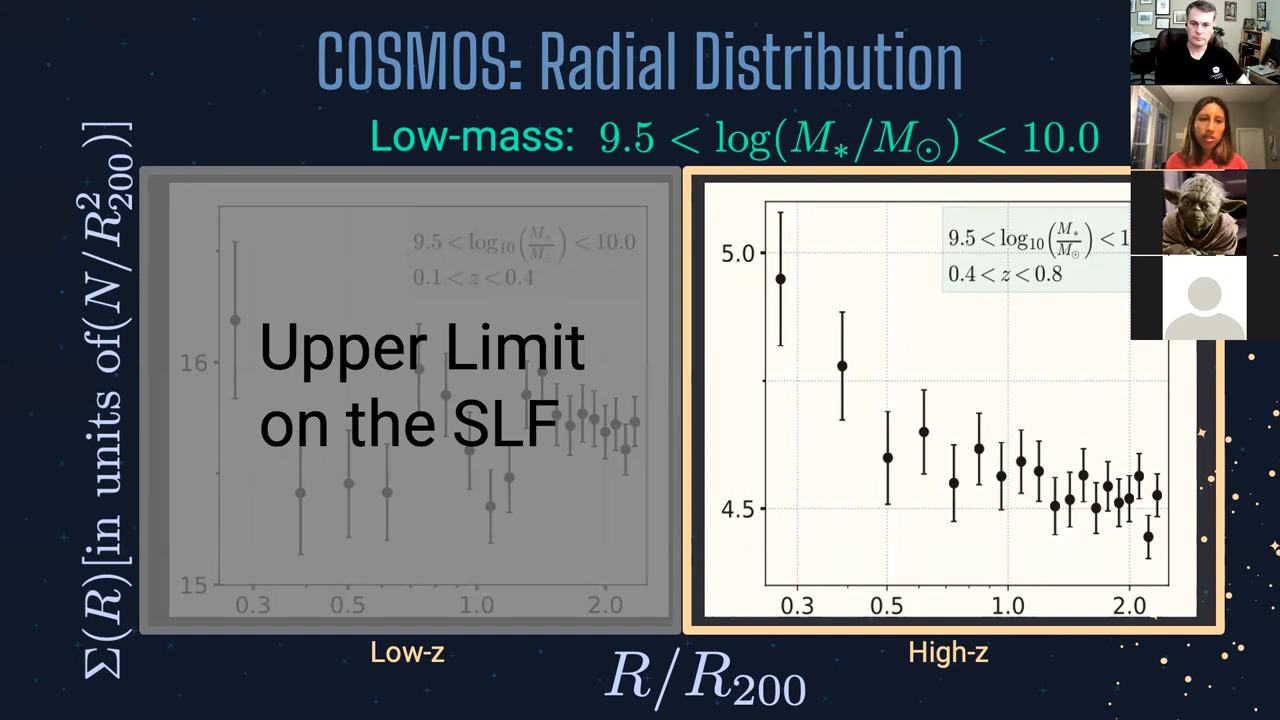 COSMOS: Radial Distribution
Low-mass: 9.5 < log(M∗/M⊙) < 10.0
Σ(R)[in units of(N/R²₂₀₀)]
9.5 < log₁₀(M∗/M⊙) < 10.0
0.1 < z < 0.4
Upper Limit
on the SLF
16
15
0.3 0.5 1.0 2.0
Low-z
9.5 < log₁₀(M∗/M⊙) < 1
0.4 < z < 0.8
5.0
4.5
0.3 0.5 1.0 2.0
High-z
R/R₂₀₀